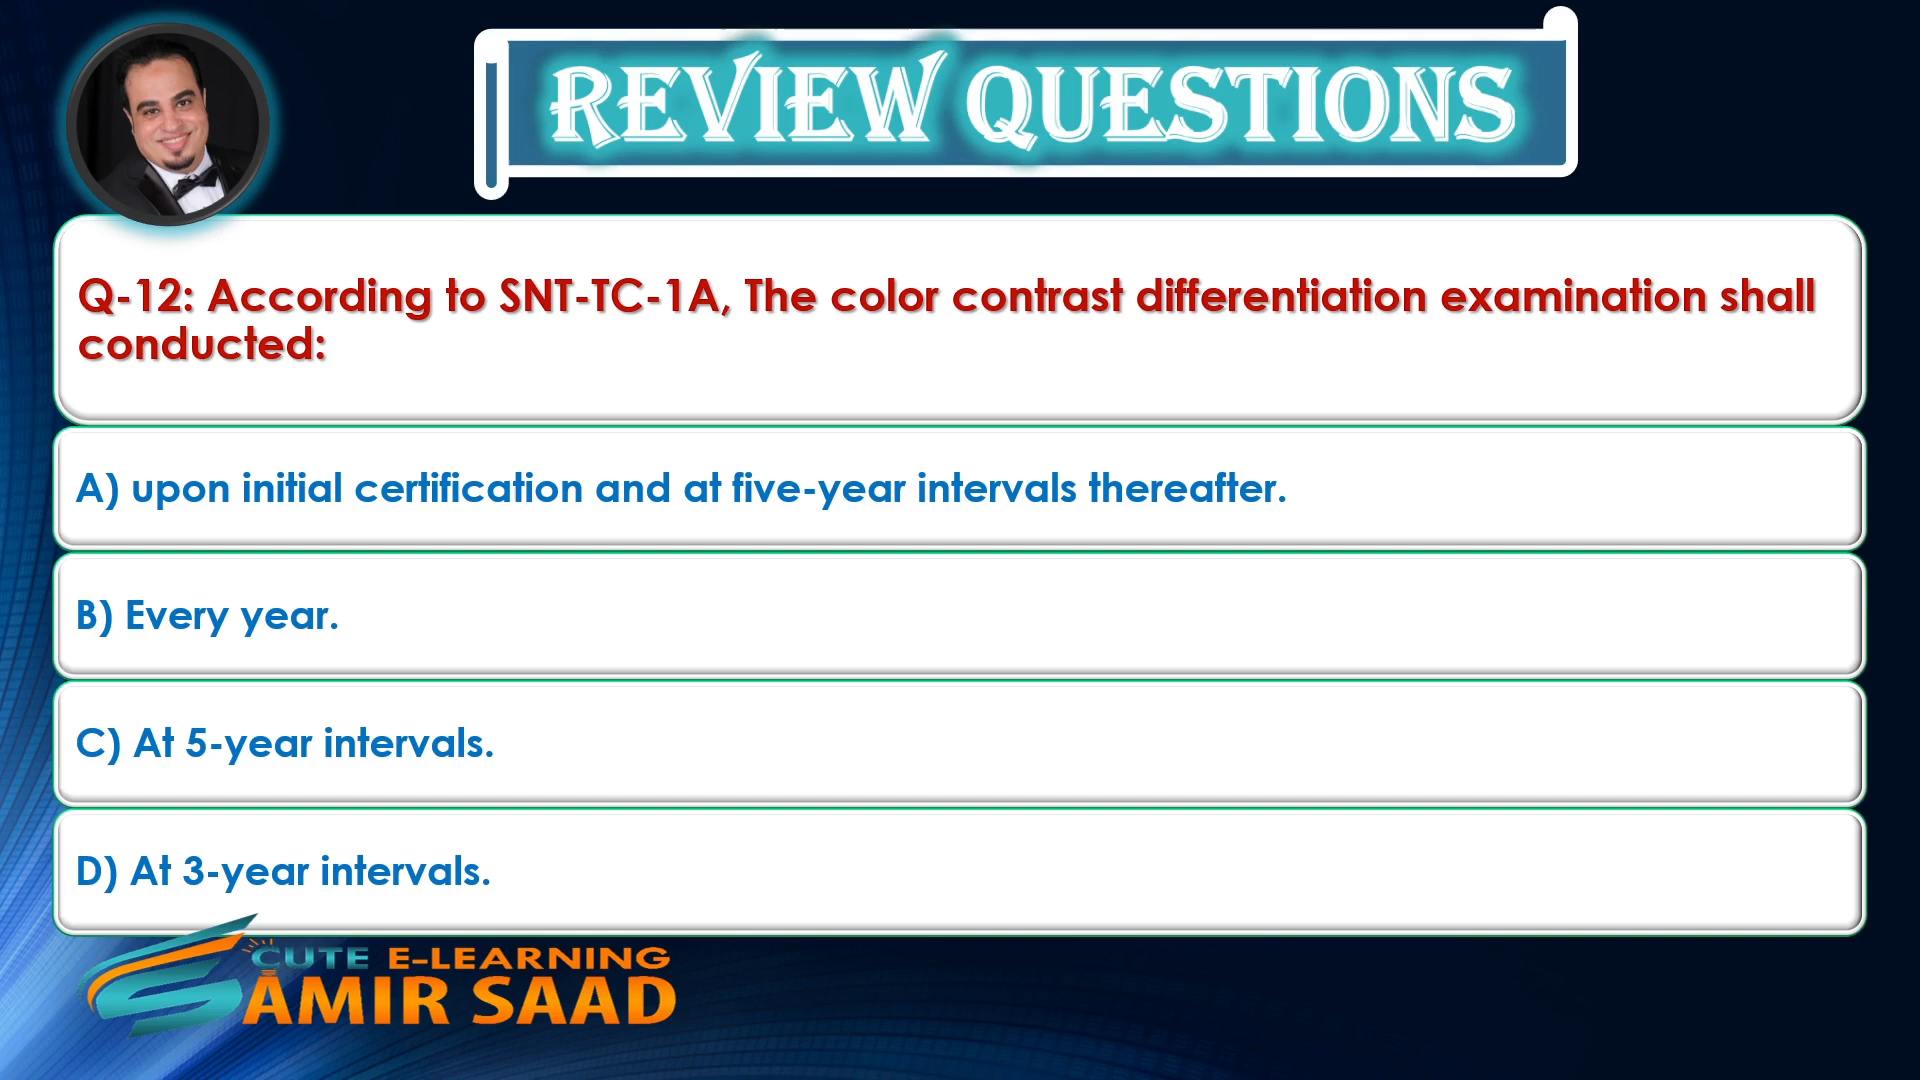 REVIEW QUESTIONS
Q-12: According to SNT-TC-1A, The color contrast differentiation examination shall
conducted:
A) upon initial certification and at five-year intervals thereafter.
B) Every year.
C) At 5-year intervals.
D) At 3-year intervals.
CUTE E-LEARNING
AMIR SAAD